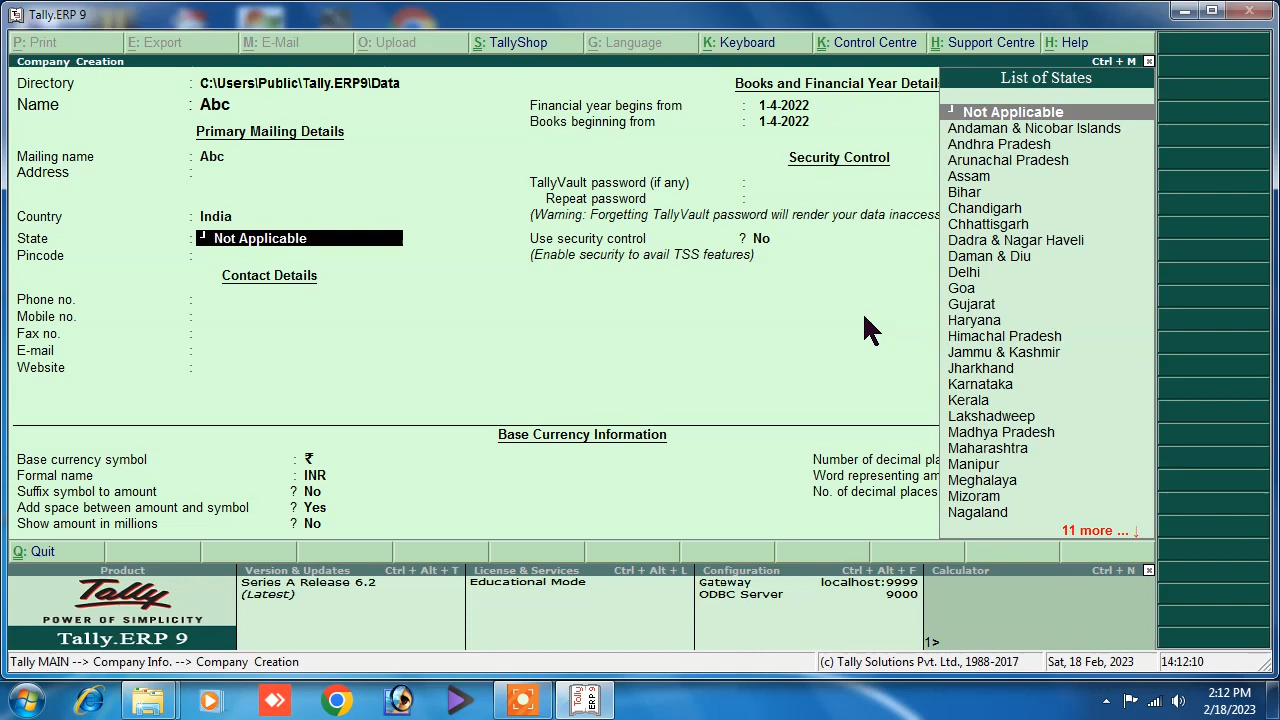 Tally.ERP 9
P: Print E: Export M: E-Mail O: Upload S: TallyShop G: Language K: Keyboard K: Control Centre H: Support Centre H: Help
Company Creation Ctrl + M
Directory : C:\Users\Public\Tally.ERP9\Data
Name : Abc
Primary Mailing Details
Mailing name : Abc
Address :
Country : India
State : ┘ Not Applicable
Pincode :
Contact Details
Phone no. :
Mobile no. :
Fax no. :
E-mail :
Website :
Books and Financial Year Details
Financial year begins from : 1-4-2022
Books beginning from : 1-4-2022
Security Control
TallyVault password (if any) :
Repeat password :
(Warning: Forgetting TallyVault password will render your data inaccess
Use security control ? No
(Enable security to avail TSS features)
List of States
┘ Not Applicable
Andaman & Nicobar Islands
Andhra Pradesh
Arunachal Pradesh
Assam
Bihar
Chandigarh
Chhattisgarh
Dadra & Nagar Haveli
Daman & Diu
Delhi
Goa
Gujarat
Haryana
Himachal Pradesh
Jammu & Kashmir
Jharkhand
Karnataka
Kerala
Lakshadweep
Madhya Pradesh
Maharashtra
Manipur
Meghalaya
Mizoram
Nagaland
11 more ... ↓
Base Currency Information
Base currency symbol : ₹
Formal name : INR
Suffix symbol to amount ? No
Add space between amount and symbol ? Yes
Show amount in millions ? No
Number of decimal pla
Word representing am
No. of decimal places
Q: Quit
Product
Tally
POWER OF SIMPLICITY
Tally.ERP 9
Version & Updates Ctrl + Alt + T
Series A Release 6.2
(Latest)
License & Services Ctrl + Alt + L
Educational Mode
Configuration Ctrl + Alt + F
Gateway localhost:9999
ODBC Server 9000
Calculator Ctrl + N
1>
Tally MAIN --> Company Info. --> Company Creation (c) Tally Solutions Pvt. Ltd., 1988-2017 Sat, 18 Feb, 2023 14:12:10
2:12 PM
2/18/2023